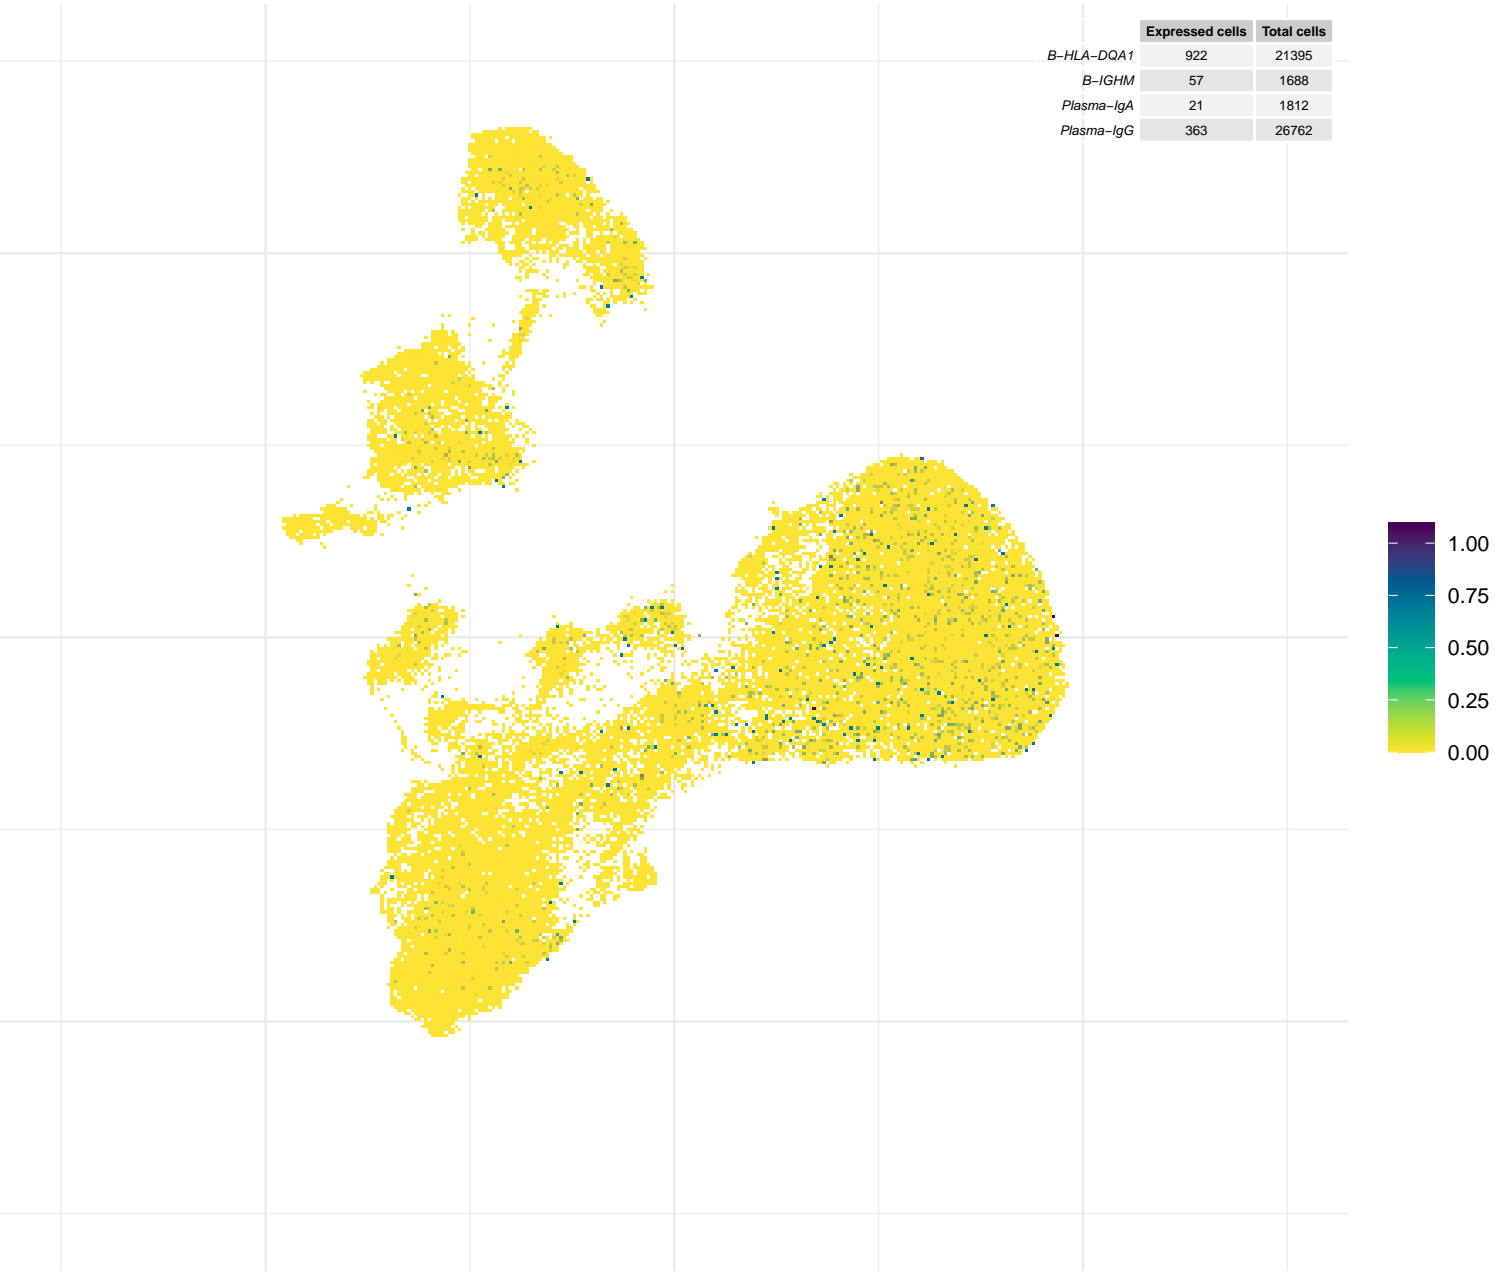 Expressed cells Total cells
B−HLA−DQA1 922 21395
B−IGHM 57 1688
Plasma−IgA 21 1812
Plasma−IgG 363 26762
1.00
0.75
0.50
0.25
0.00